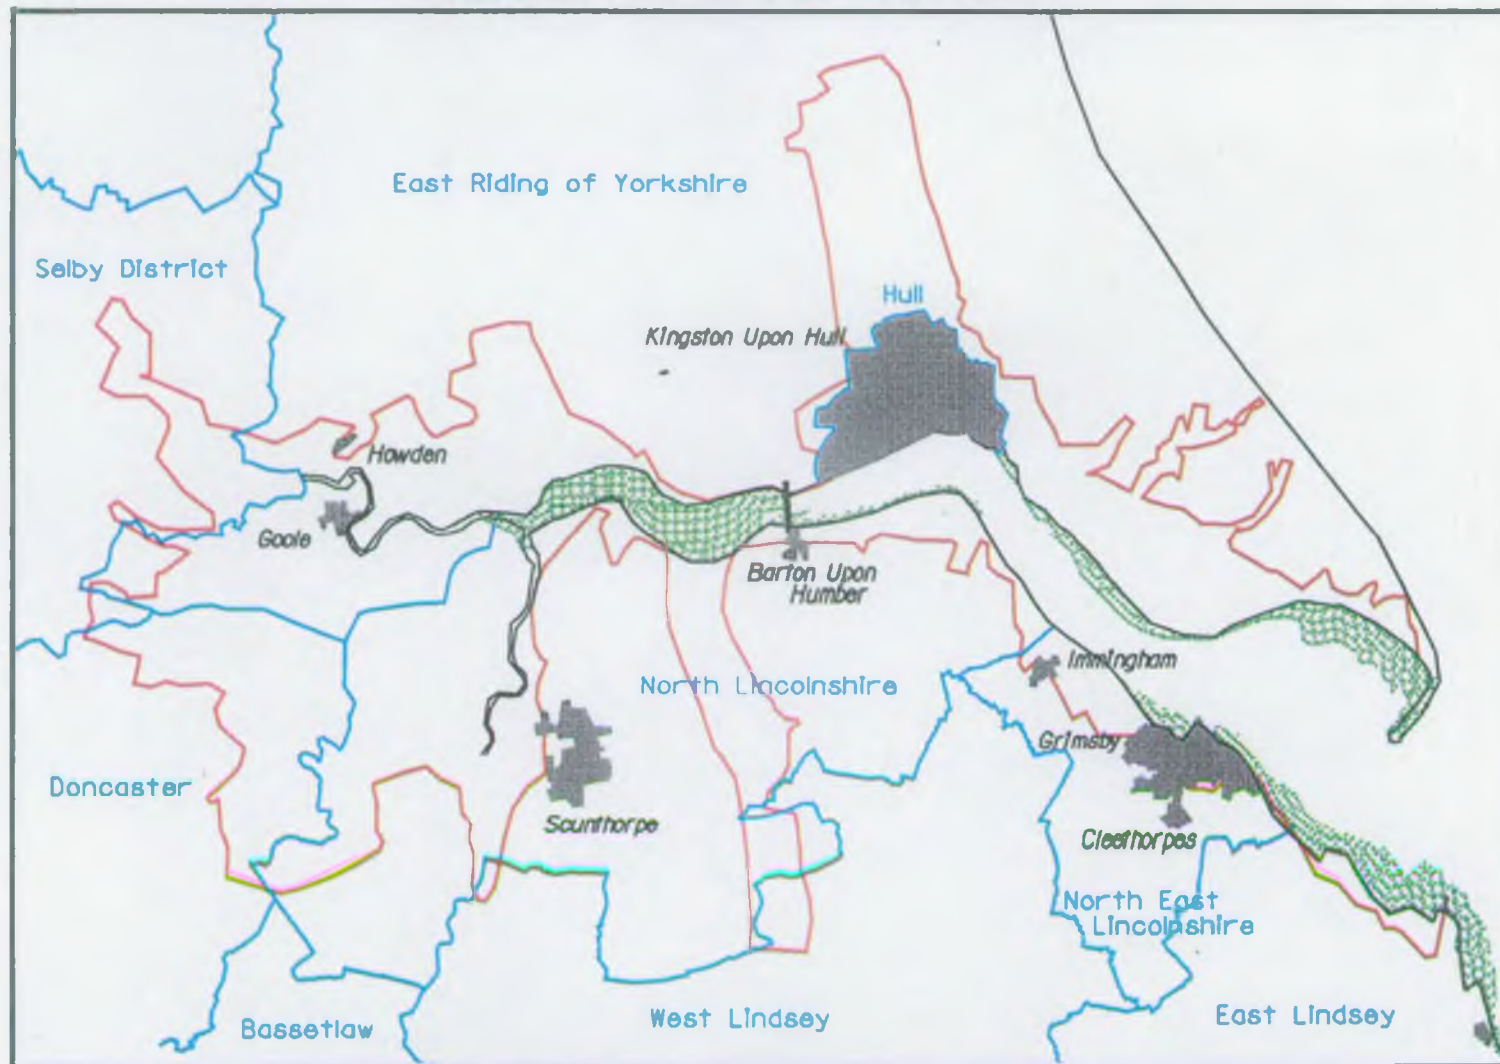 East Riding of Yorkshire
Selby District
Hull
Kingston Upon Hull
Howden
Goole
Barton Upon
Humber
Immingham
North Lincolnshire
Grimsby
Doncaster
Scunthorpe
Cleethorpes
North East
Lincolnshire
Bassetlaw
West Lindsey
East Lindsey